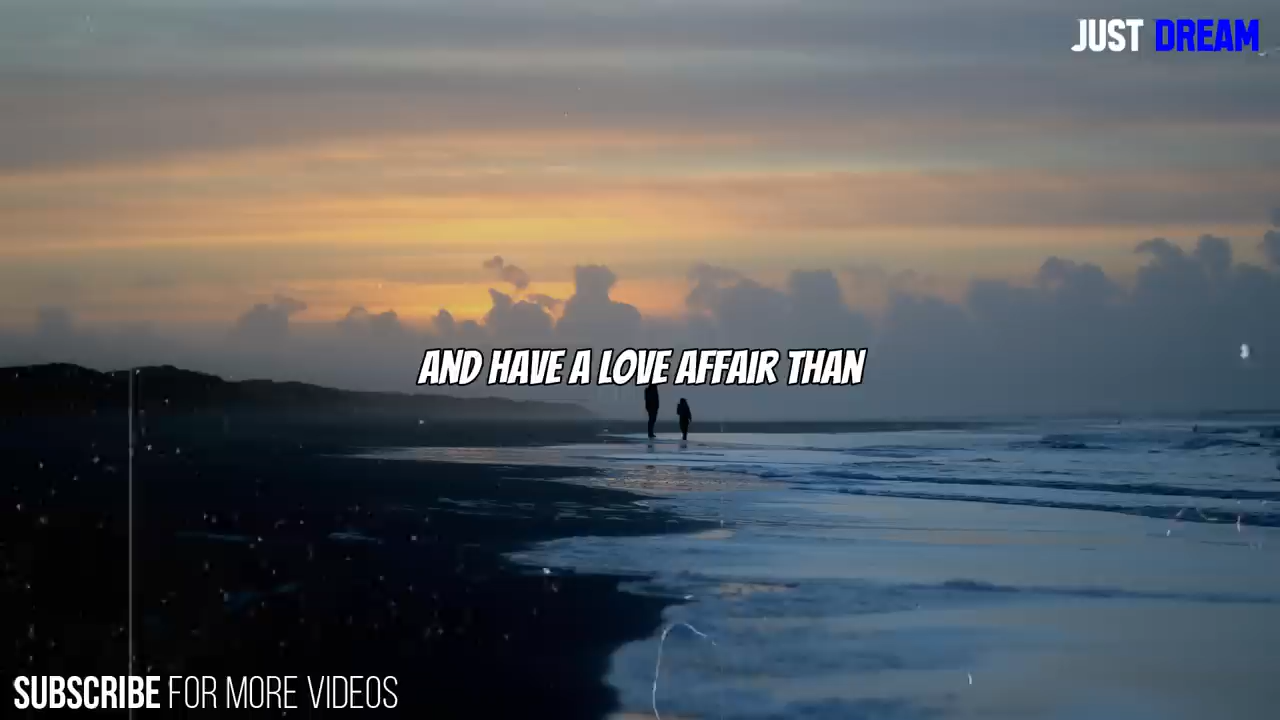 JUST DREAM
AND HAVE A LOVE AFFAIR THAN
SUBSCRIBE FOR MORE VIDEOS